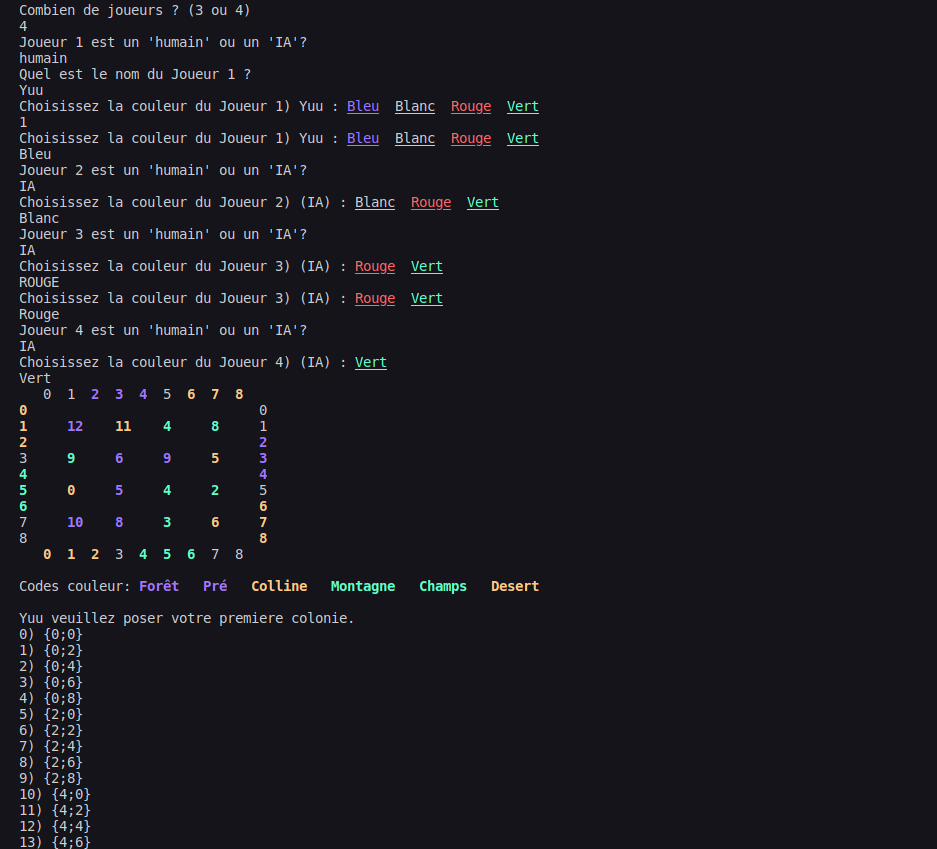 Combien de joueurs ? (3 ou 4)
4
Joueur 1 est un 'humain' ou un 'IA'?
humain
Quel est le nom du Joueur 1 ?
Yuu
Choisissez la couleur du Joueur 1) Yuu : Bleu  Blanc  Rouge  Vert
1
Choisissez la couleur du Joueur 1) Yuu : Bleu  Blanc  Rouge  Vert
Bleu
Joueur 2 est un 'humain' ou un 'IA'?
IA
Choisissez la couleur du Joueur 2) (IA) : Blanc  Rouge  Vert
Blanc
Joueur 3 est un 'humain' ou un 'IA'?
IA
Choisissez la couleur du Joueur 3) (IA) : Rouge  Vert
ROUGE
Choisissez la couleur du Joueur 3) (IA) : Rouge  Vert
Rouge
Joueur 4 est un 'humain' ou un 'IA'?
IA
Choisissez la couleur du Joueur 4) (IA) : Vert
Vert
   0  1  2  3  4  5  6  7  8
0                             0
1     12    11    4     8     1
2                             2
3     9     6     9     5     3
4                             4
5     0     5     4     2     5
6                             6
7     10    8     3     6     7
8                             8
   0  1  2  3  4  5  6  7  8
Codes couleur: Forêt   Pré   Colline   Montagne   Champs   Desert
Yuu veuillez poser votre premiere colonie.
0) {0;0}
1) {0;2}
2) {0;4}
3) {0;6}
4) {0;8}
5) {2;0}
6) {2;2}
7) {2;4}
8) {2;6}
9) {2;8}
10) {4;0}
11) {4;2}
12) {4;4}
13) {4;6}